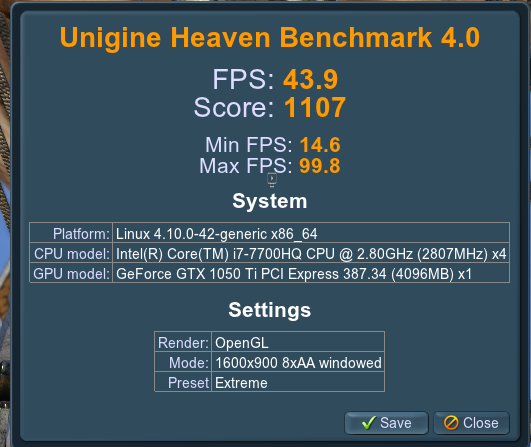 Unigine Heaven Benchmark 4.0
FPS: 43.9
Score: 1107
Min FPS: 14.6
Max FPS: 99.8
System
Platform: Linux 4.10.0-42-generic x86_64
CPU model: Intel(R) Core(TM) i7-7700HQ CPU @ 2.80GHz (2807MHz) x4
GPU model: GeForce GTX 1050 Ti PCI Express 387.34 (4096MB) x1
Settings
Render: OpenGL
Mode: 1600x900 8xAA windowed
Preset Extreme
Save Close